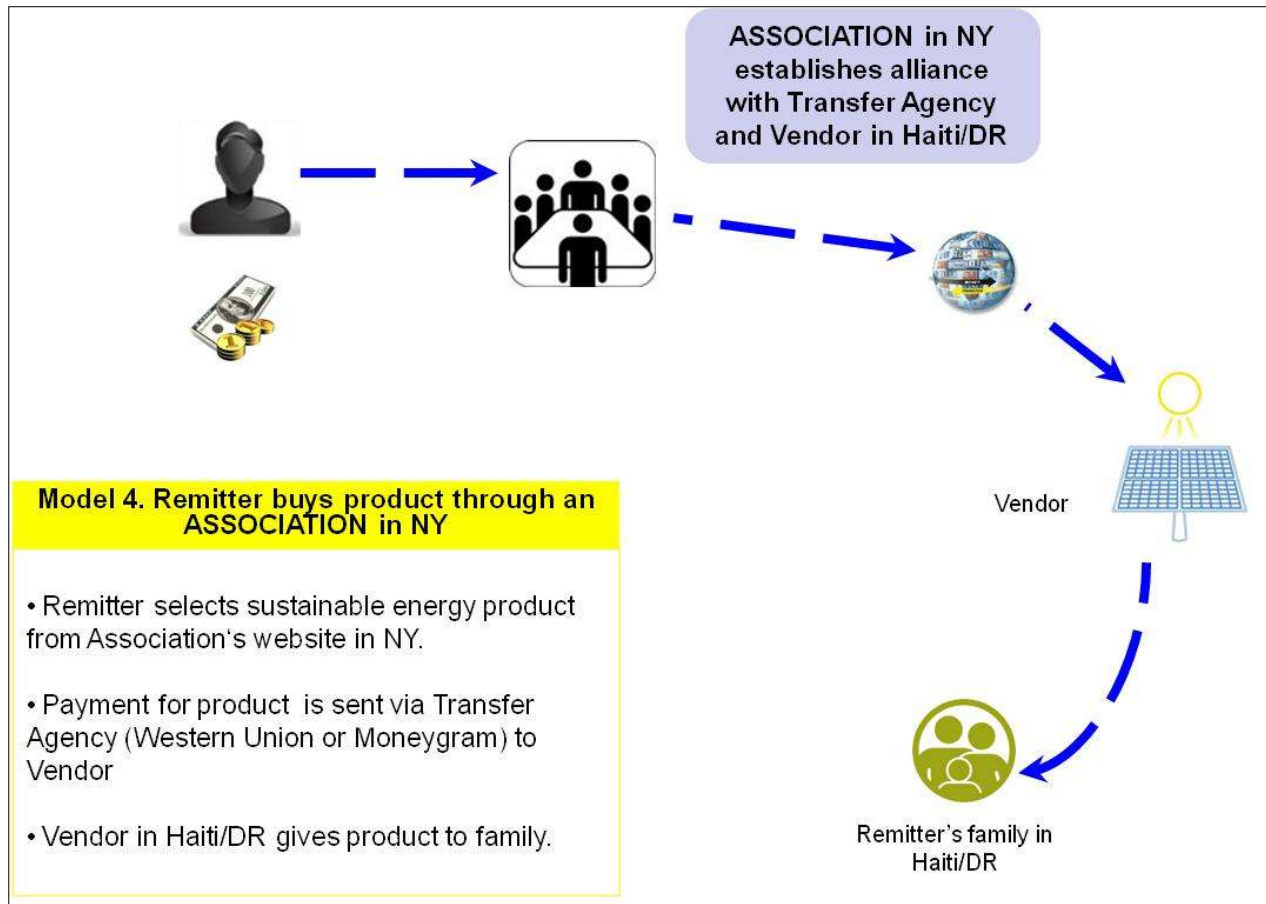 ASSOCIATION in NY
establishes alliance
with Transfer Agency
and Vendor in Haiti/DR
Vendor
Model 4. Remitter buys product through an
ASSOCIATION in NY
• Remitter selects sustainable energy product
from Association‘s website in NY.
• Payment for product  is sent via Transfer
Agency (Western Union or Moneygram) to
Vendor
• Vendor in Haiti/DR gives product to family.
Remitter’s family in
Haiti/DR